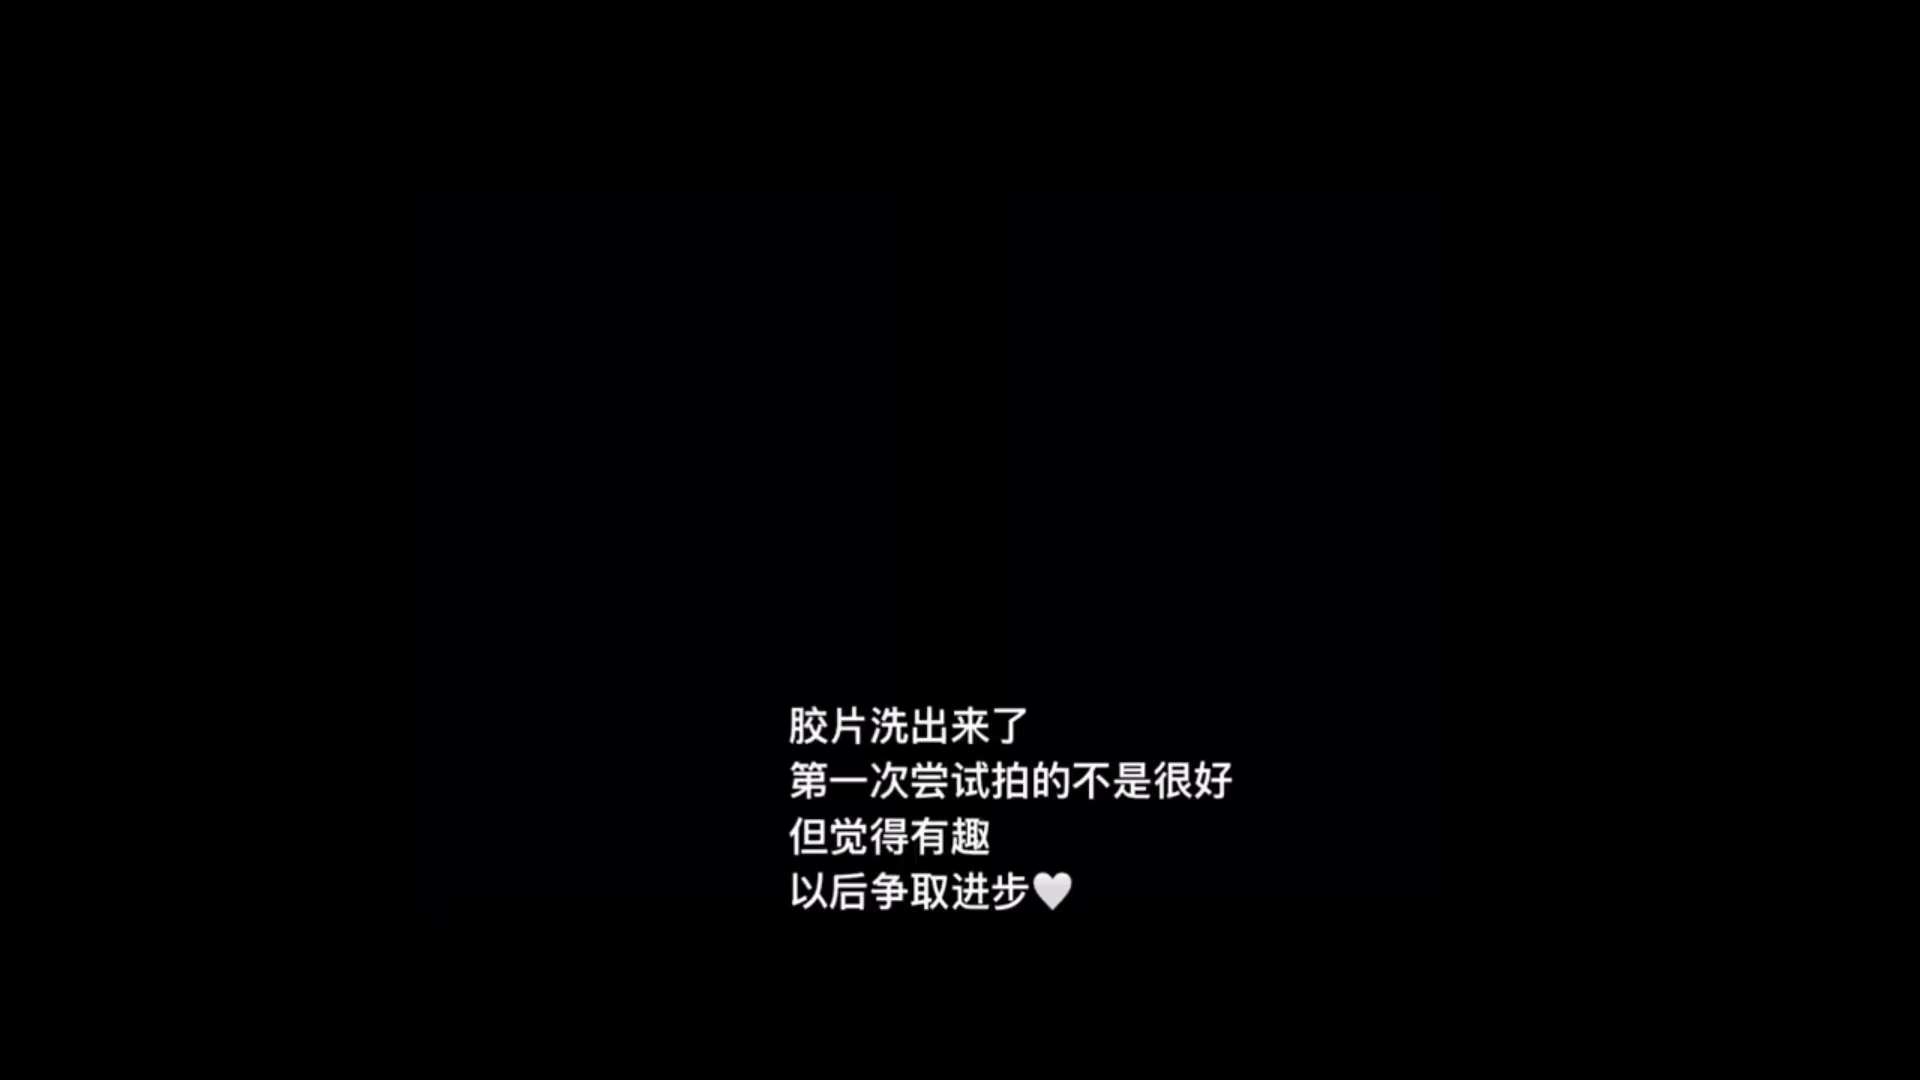 胶片洗出来了
第一次尝试拍的不是很好
但觉得有趣
以后争取进步🤍